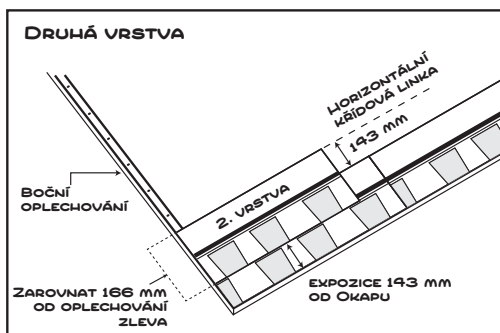 DRUHÁ VRSTVA
HORIZONTÁLNÍ
KŘÍDOVÁ LINKA
143 MM
BOČNÍ
OPLECHOVÁNÍ
2. VRSTVA
ZAROVNAT 166 MM
OD OPLECHOVÁNÍ
ZLEVA
EXPOZICE 143 MM
OD OKAPU